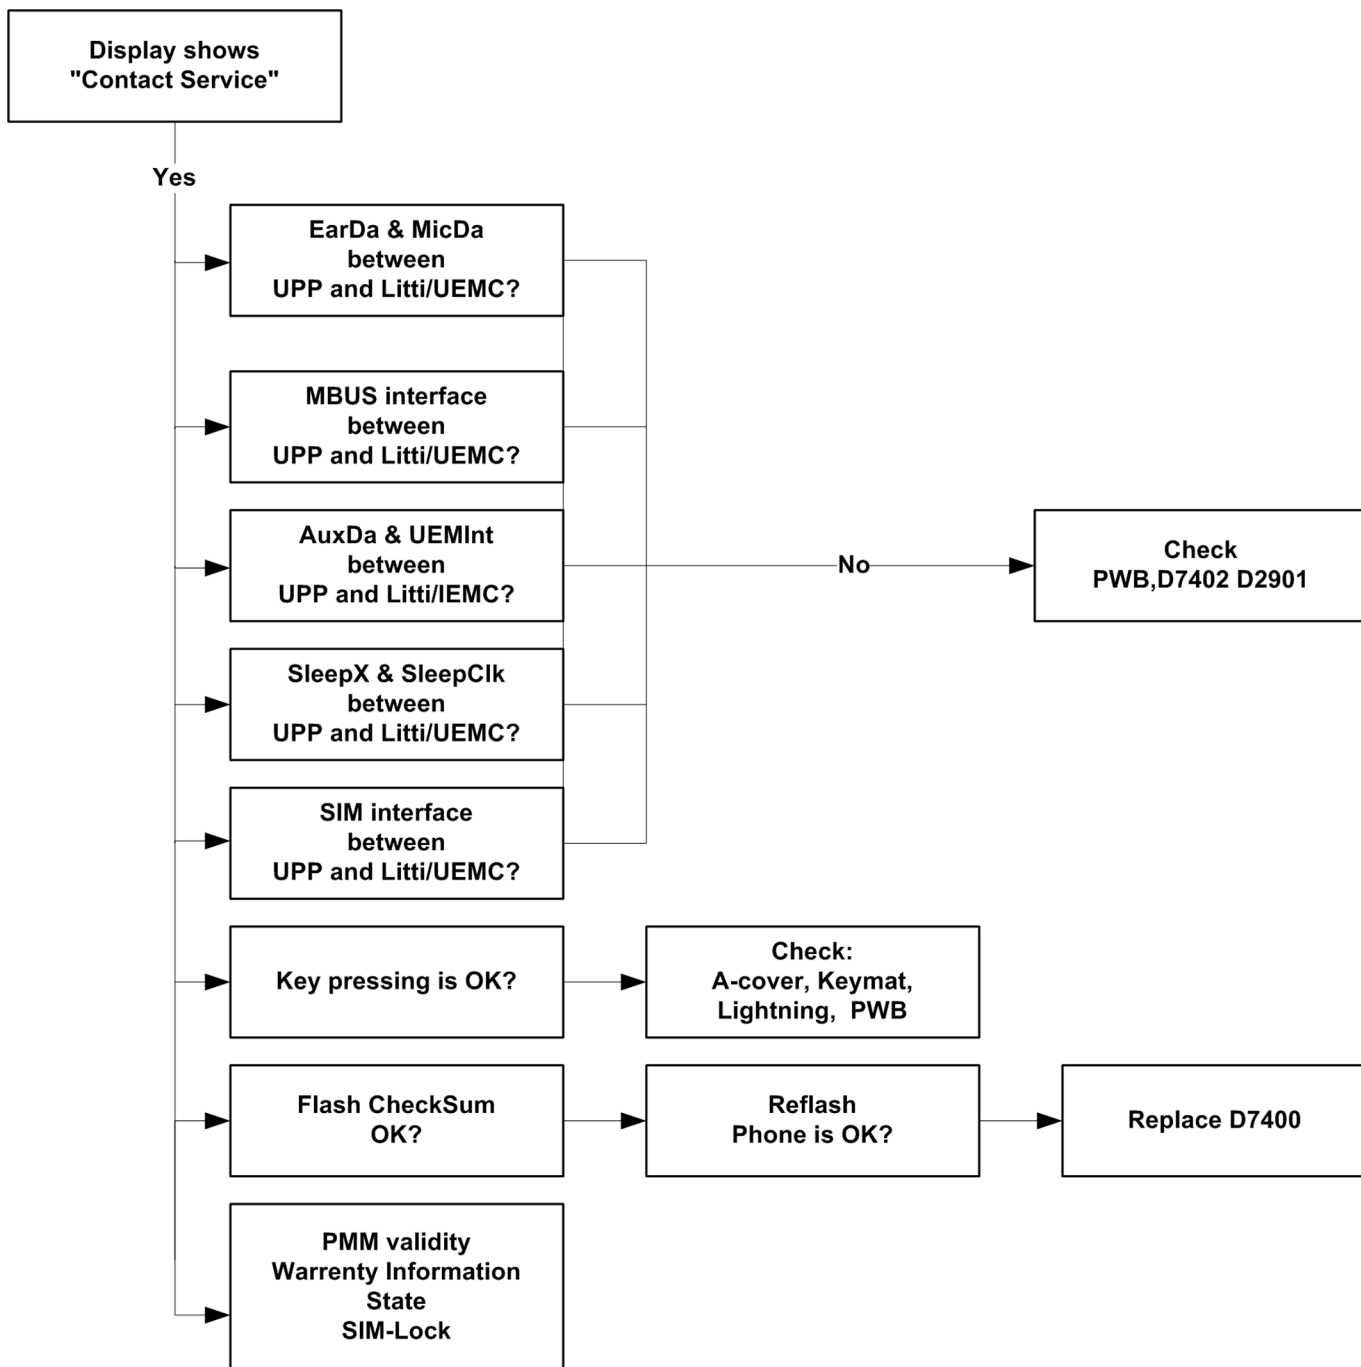 Display shows
"Contact Service"
Yes
EarDa & MicDa
between
UPP and Litti/UEMC?
MBUS interface
between
UPP and Litti/UEMC?
AuxDa & UEMInt
between
UPP and Litti/IEMC?
No
Check
PWB,D7402 D2901
SleepX & SleepClk
between
UPP and Litti/UEMC?
SIM interface
between
UPP and Litti/UEMC?
Key pressing is OK?
Check:
A-cover, Keymat,
Lightning, PWB
Flash CheckSum
OK?
Reflash
Phone is OK?
Replace D7400
PMM validity
Warrenty Information
State
SIM-Lock